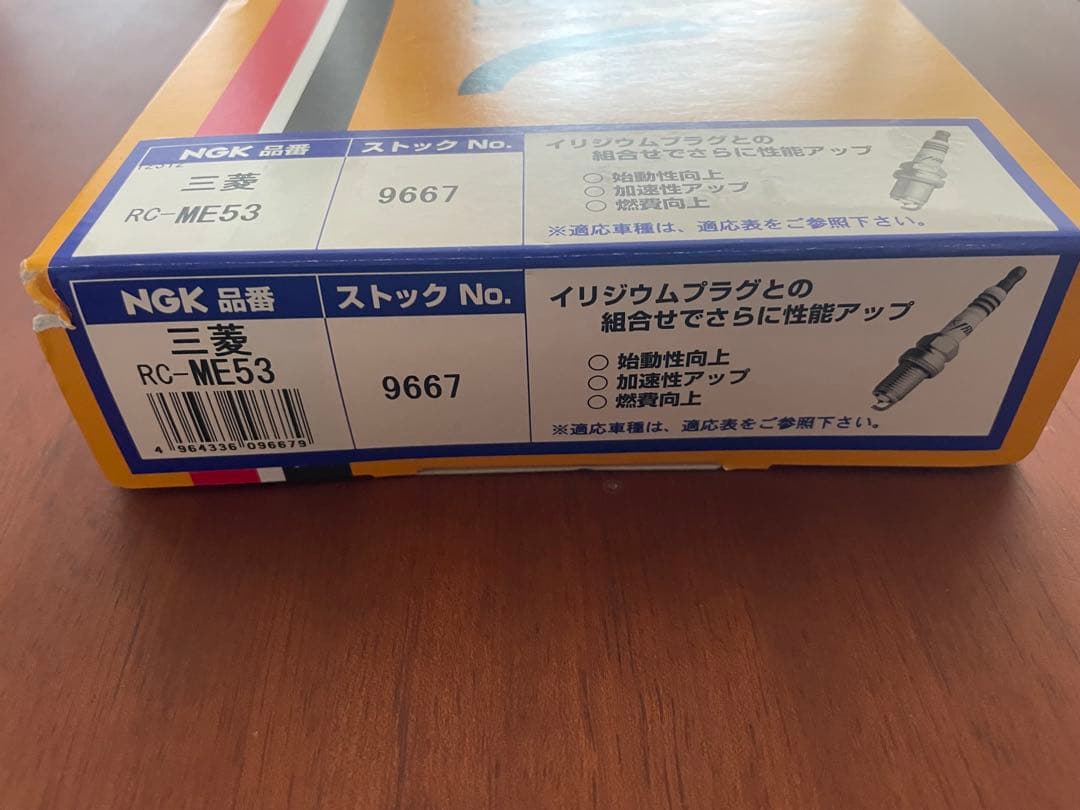 NGK 品番
ストック No.
三菱
RC-ME53
9667
イリジウムプラグとの
組合せでさらに性能アップ
○ 始動性向上
○ 加速性アップ
○ 燃費向上
※適応車種は、適応表をご参照下さい。
NGK 品番
ストック No.
三菱
RC-ME53
4 964336 096679
9667
イリジウムプラグとの
組合せでさらに性能アップ
○ 始動性向上
○ 加速性アップ
○ 燃費向上
※適応車種は、適応表をご参照下さい。